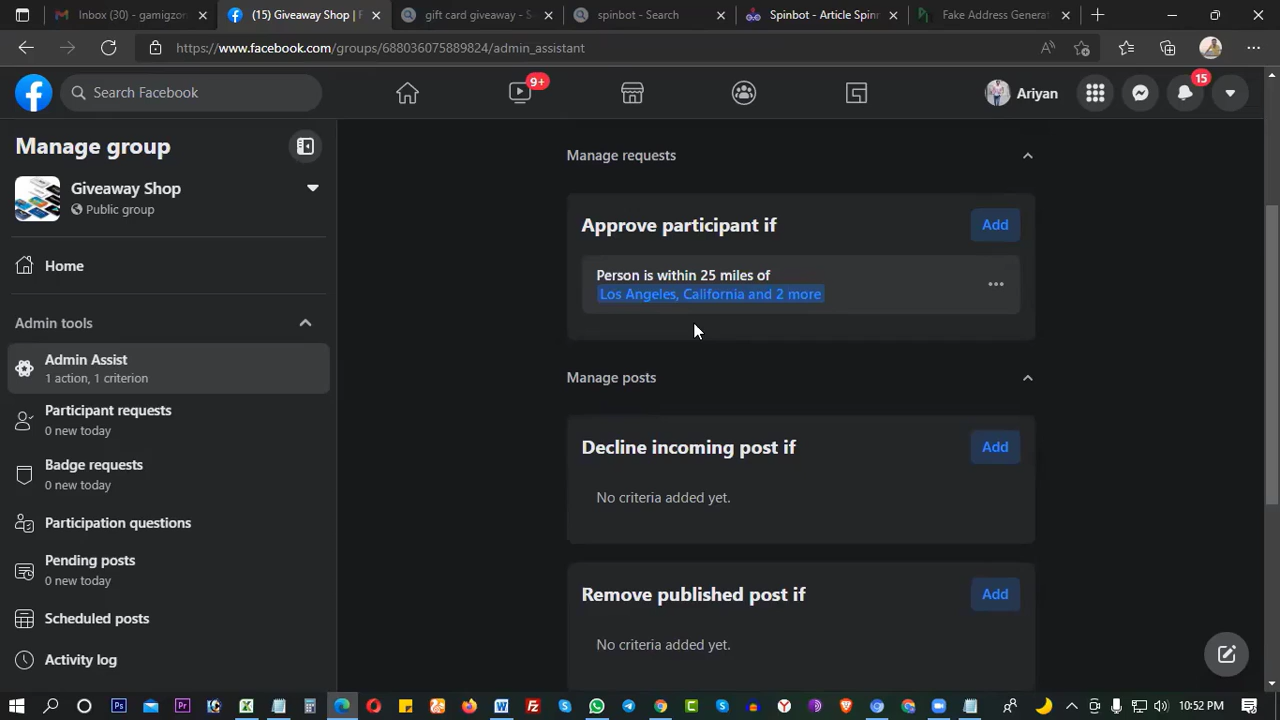 Inbox (30) - gamigzon
(15) Giveaway Shop | F
gift card giveaway - S
spinbot - Search
Spinbot - Article Spinn
Fake Address Generat
https://www.facebook.com/groups/688036075889824/admin_assistant
Search Facebook
9+
Ariyan
15
Manage group
Giveaway Shop
Public group
Home
Admin tools
Admin Assist
1 action, 1 criterion
Participant requests
0 new today
Badge requests
0 new today
Participation questions
Pending posts
0 new today
Scheduled posts
Activity log
Manage requests
Approve participant if
Add
Person is within 25 miles of
Los Angeles, California and 2 more
Manage posts
Decline incoming post if
Add
No criteria added yet.
Remove published post if
Add
No criteria added yet.
10:52 PM